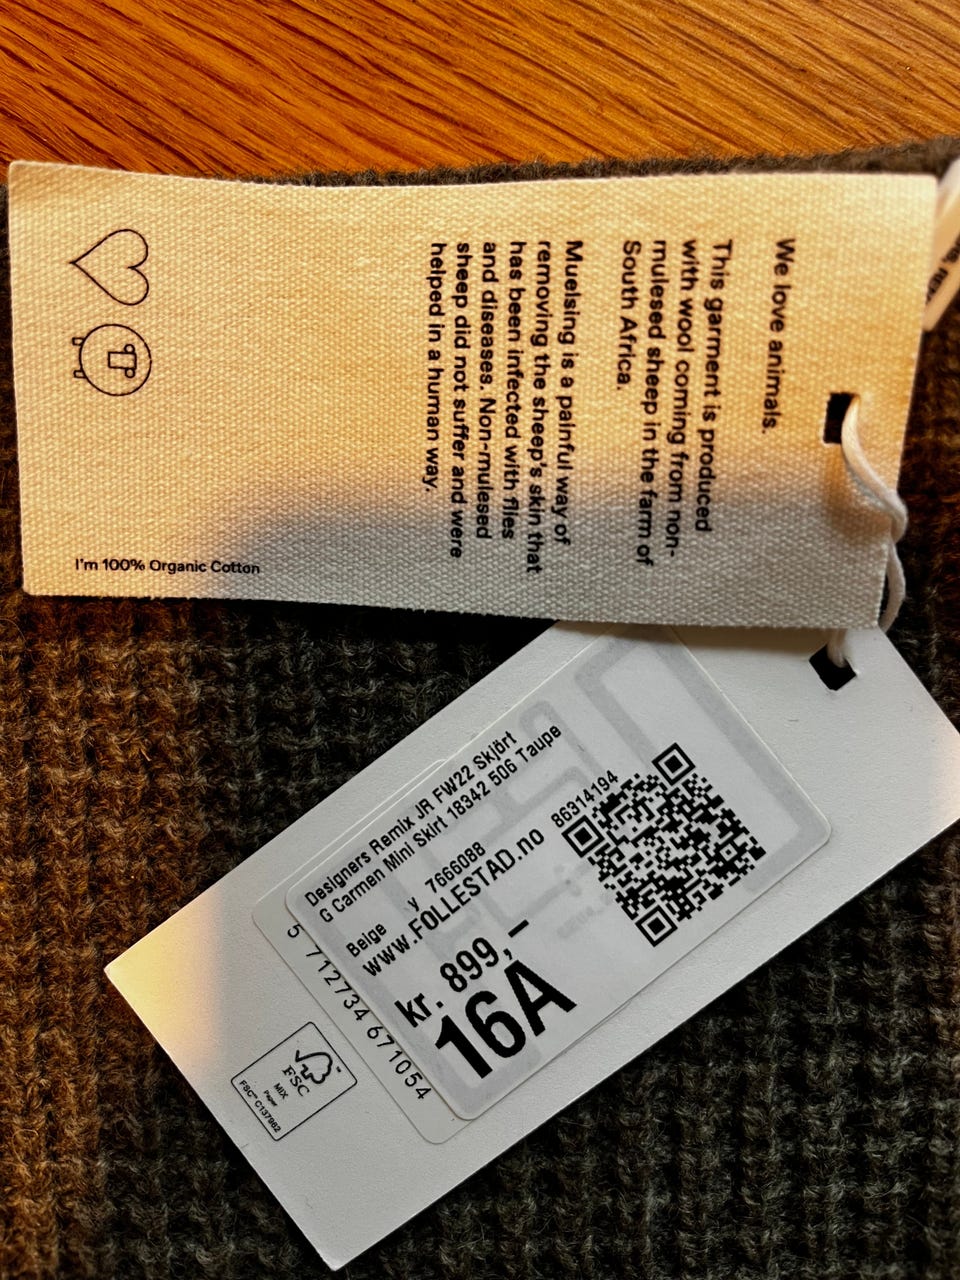 We love animals.
This garment is produced
with wool coming from non-
mulesed sheep in the farm of
South Africa.
Muelsing is a painful way of
removing the sheep's skin that
has been infected with flies
and diseases. Non-mulesed
sheep did not suffer and were
helped in a human way.
I'm 100% Organic Cotton
Designers Remix JR FW22 Skjört
G Carmen Mini Skirt 18342 506 Taupe
Beige y 7666088
www.FOLLESTAD.no 86314194
kr. 899,-
16A
5 712734 671054
FSC
MIX
Paper
FSC™ C137982